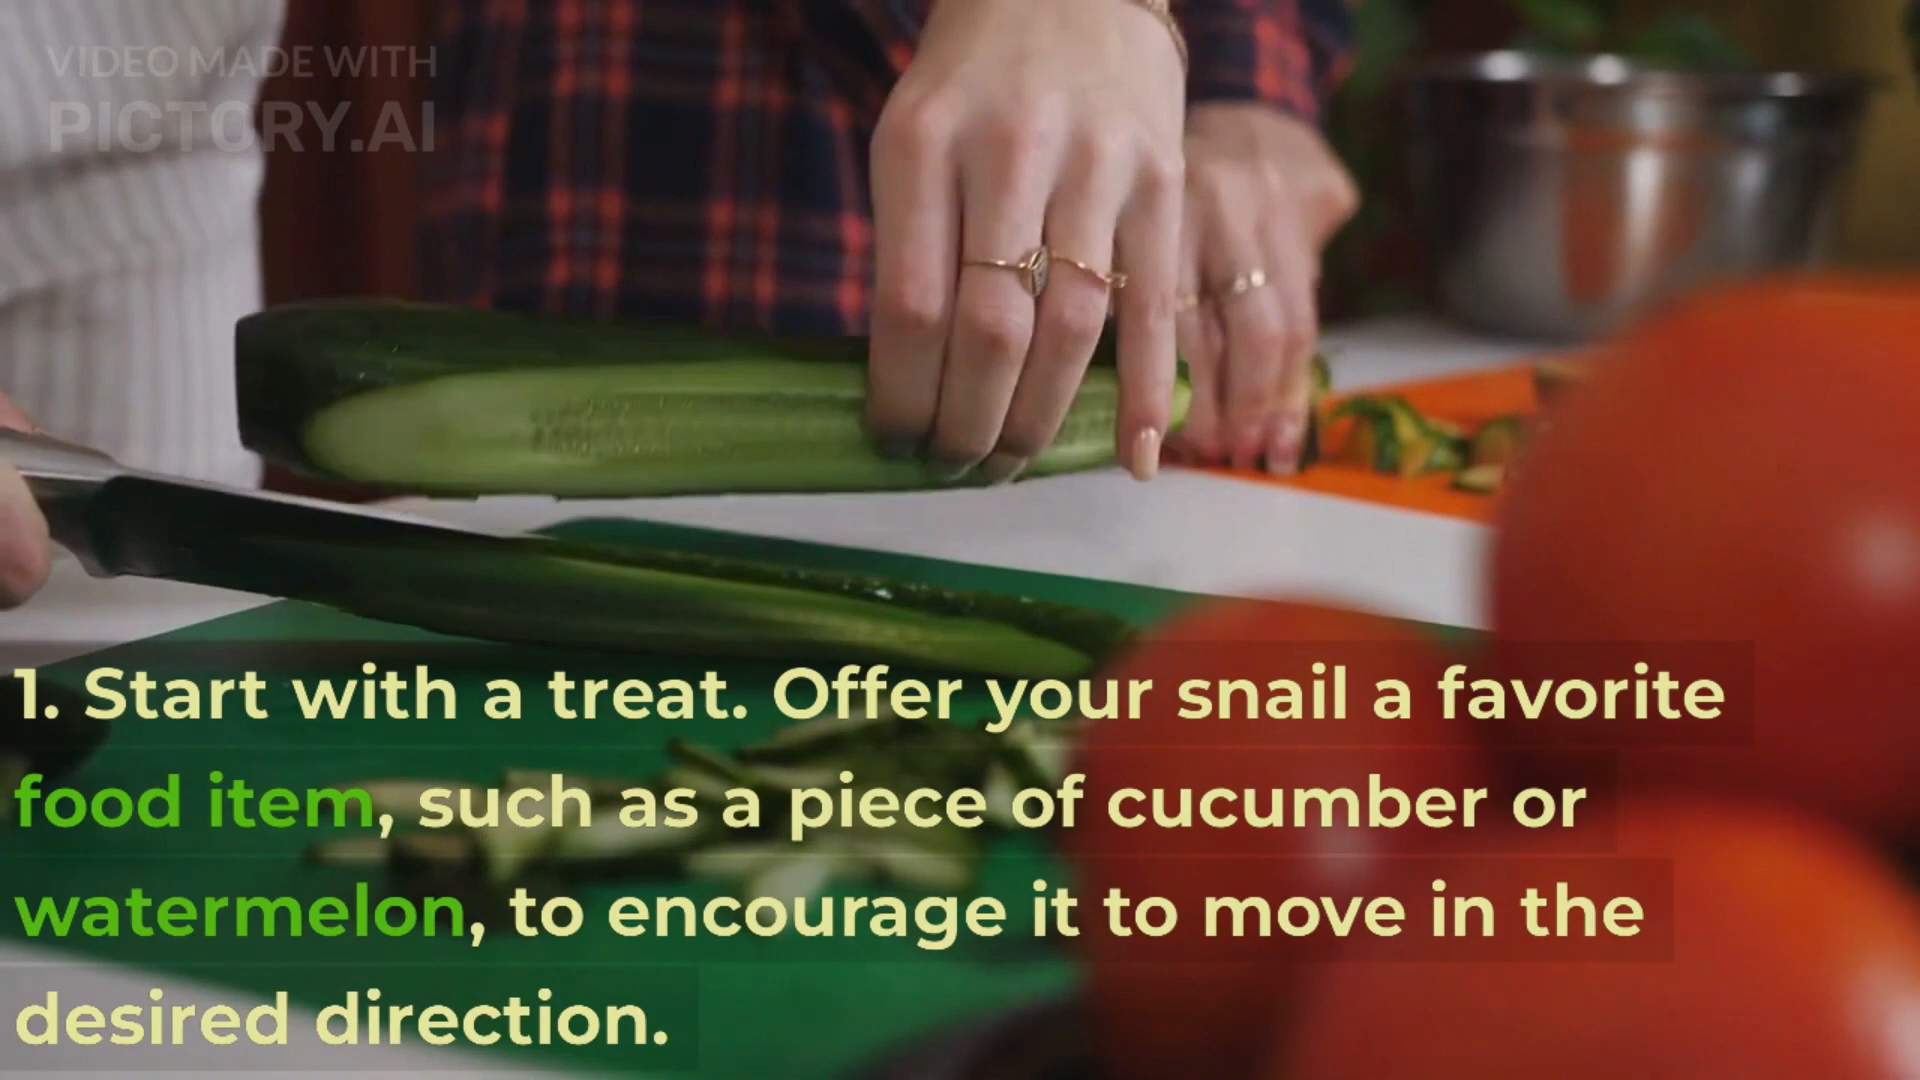 VIDEO MADE WITH
PICTORY.AI
1. Start with a treat. Offer your snail a favorite
food item, such as a piece of cucumber or
watermelon, to encourage it to move in the
desired direction.